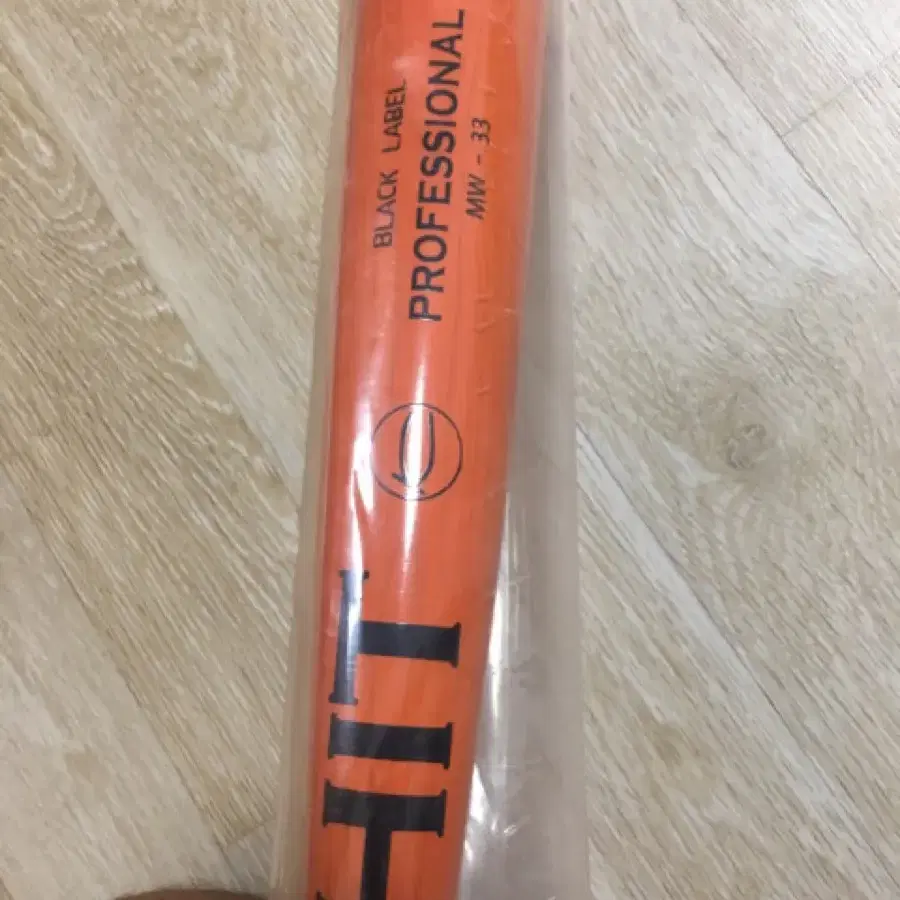 BLACK LABEL
PROFESSIONAL
MW - 33
HIT